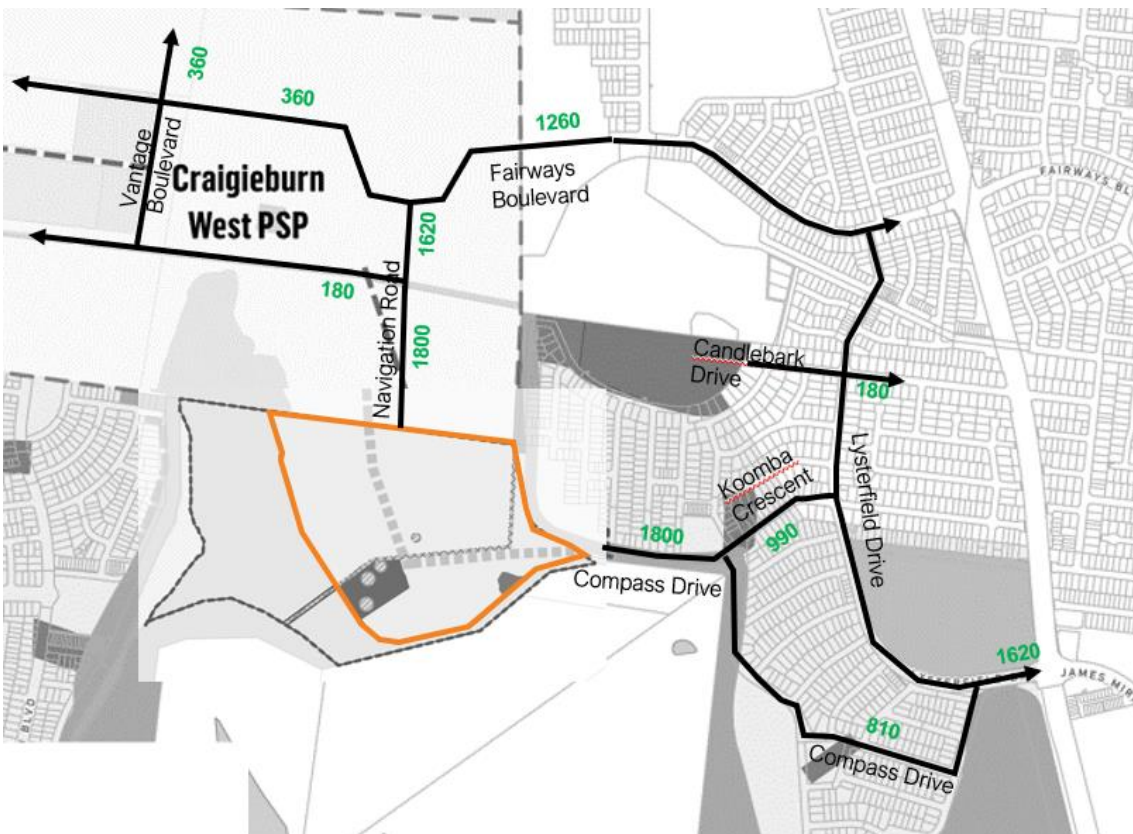 360
360
1260
Vantage
Boulevard
Craigieburn
West PSP
Fairways
Boulevard
FAIRWAYS BL
1620
180
Navigation Road
1800
Candlebark
Drive
180
Koomba
Crescent
Lysterfield Drive
1800
990
Compass Drive
1620
JAMES MIR
BLVD
810
Compass Drive